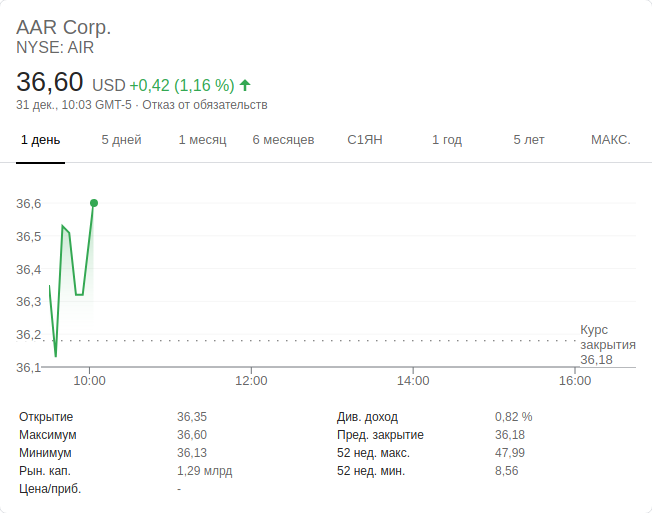 AAR Corp.
NYSE: AIR
36,60 USD +0,42 (1,16 %)
31 дек., 10:03 GMT-5 · Отказ от обязательств
1 день 5 дней 1 месяц 6 месяцев С1ЯН 1 год 5 лет МАКС.
36,6
36,5
36,4
36,3
36,2
36,1
Курс
закрытия
36,18
10:00 12:00 14:00 16:00
Открытие 36,35 Див. доход 0,82 %
Максимум 36,60 Пред. закрытие 36,18
Минимум 36,13 52 нед. макс. 47,99
Рын. кап. 1,29 млрд 52 нед. мин. 8,56
Цена/приб. -